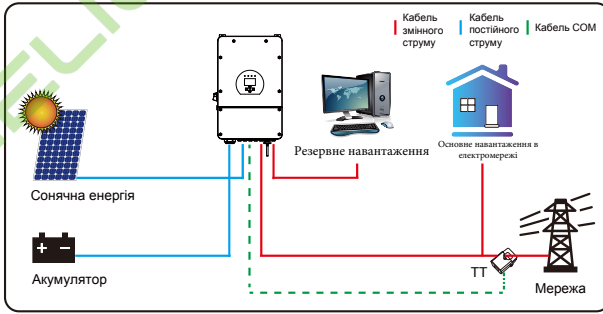 Кабель змінного струму
Кабель постійного струму
Кабель COM
Резервне навантаження
Основне навантаження в
електромережі
Сонячна енергія
Акумулятор
ТТ
Мережа